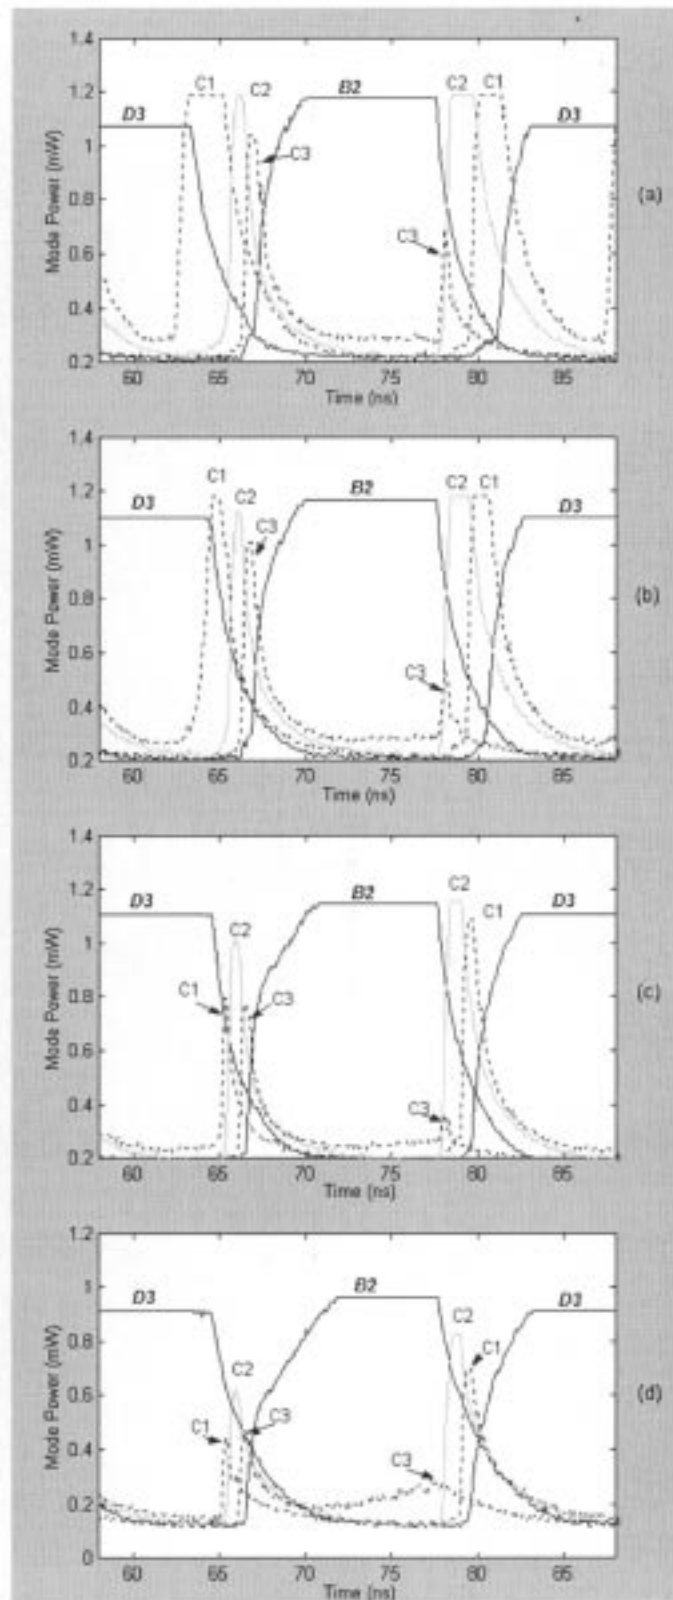 1.4
C1 C2 B2 C2 C1
1.2
D3 D3
1
C3
0.8
C3
0.6
0.4
0.2
60 65 70 75 80 85
Time (ns)
Mode Power (mW)
(a)
1.4
C1 B2 C2 C1
1.2
D3 C2 D3
C3
1
0.8
0.6
C3
0.4
0.2
60 65 70 75 80 85
Time (ns)
Mode Power (mW)
(b)
1.4
1.2
D3 B2 C2 C1 D3
C2
1
C1 C3
0.8
0.6
C3
0.4
0.2
60 65 70 75 80 85
Time (ns)
Mode Power (mW)
(c)
1.2
1
D3 B2 D3
C2
0.8
C2 C1
0.6
C1 C3
0.4
C3
0.2
0
60 65 70 75 80 85
Time (ns)
Mode Power (mW)
(d)